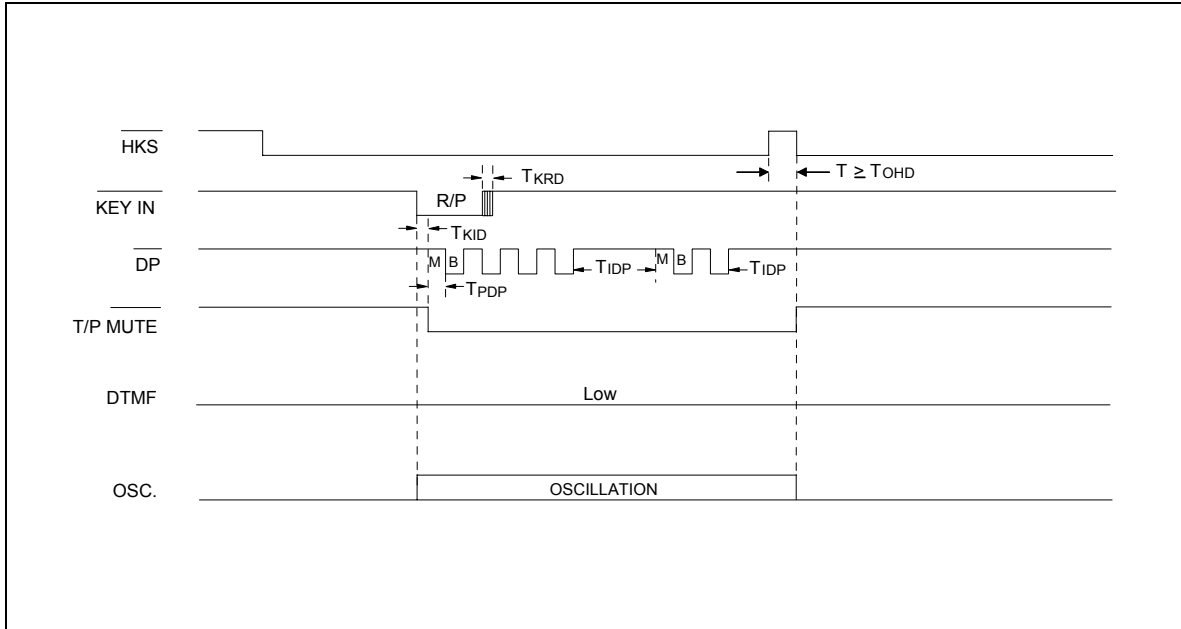 HKS
TKRD
T ≥ TOHD
KEY IN
R/P
TKID
DP
M B
TIDP
M B
TIDP
TPDP
T/P MUTE
DTMF
Low
OSC.
OSCILLATION